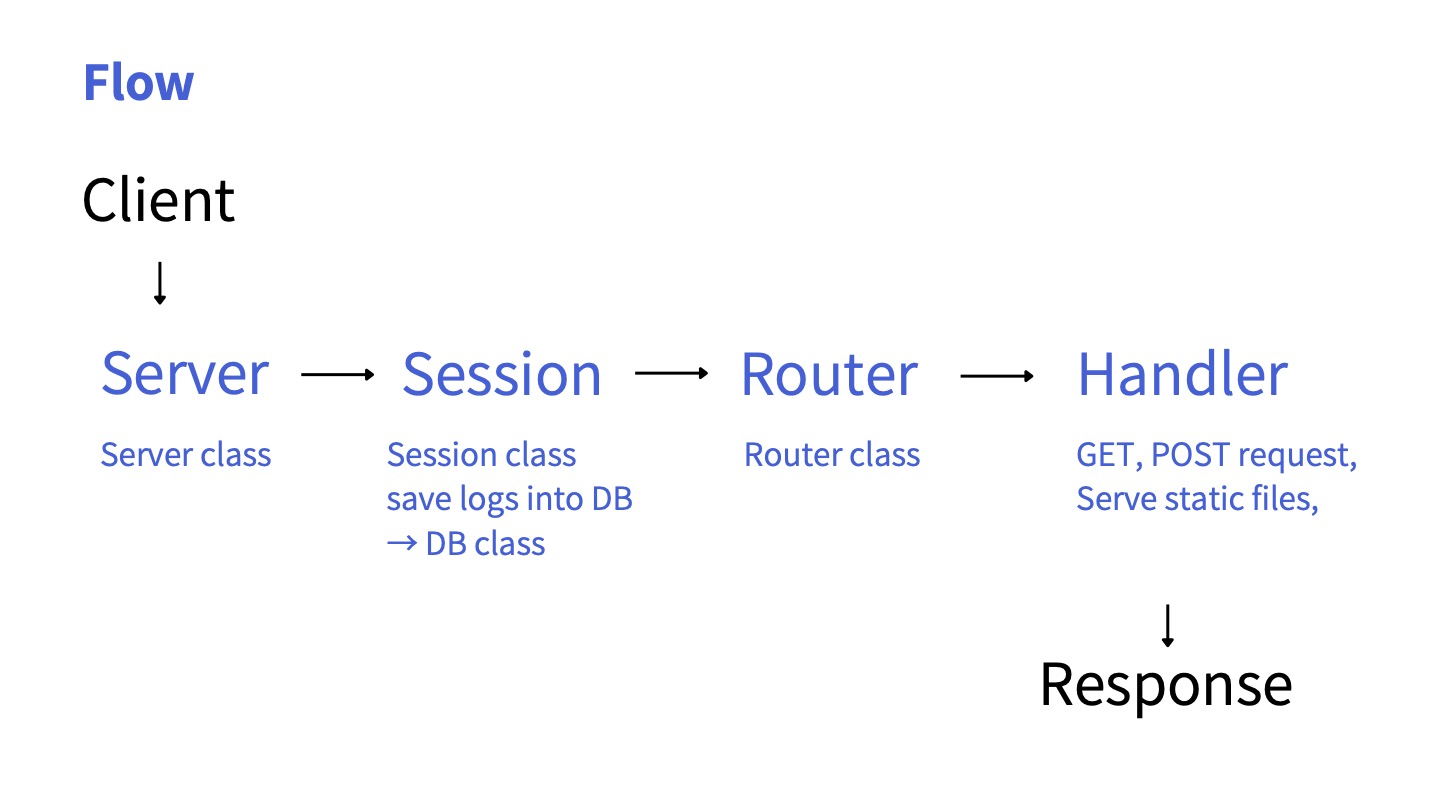 Flow
Client
Server
Session
Router
Handler
Server class
Session class
save logs into DB
→ DB class
Router class
GET, POST request,
Serve static files,
Response